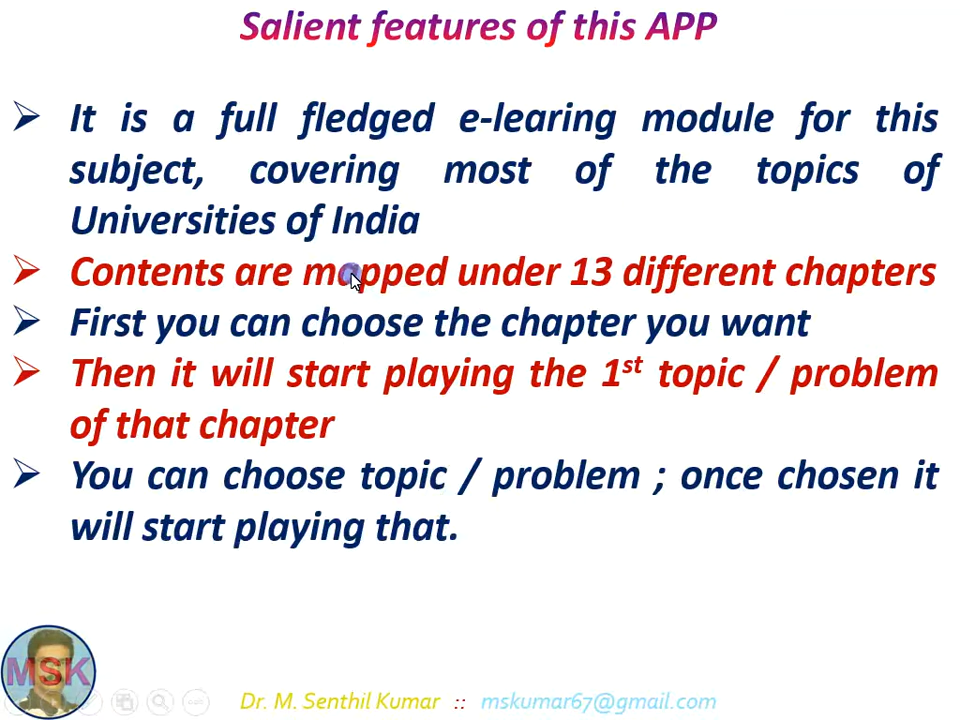 Salient features of this APP
➢ It is a full fledged e-learing module for this
subject, covering most of the topics of
Universities of India
➢ Contents are mapped under 13 different chapters
➢ First you can choose the chapter you want
➢ Then it will start playing the 1st topic / problem
of that chapter
➢ You can choose topic / problem ; once chosen it
will start playing that.
MSK
Dr. M. Senthil Kumar :: mskumar67@gmail.com